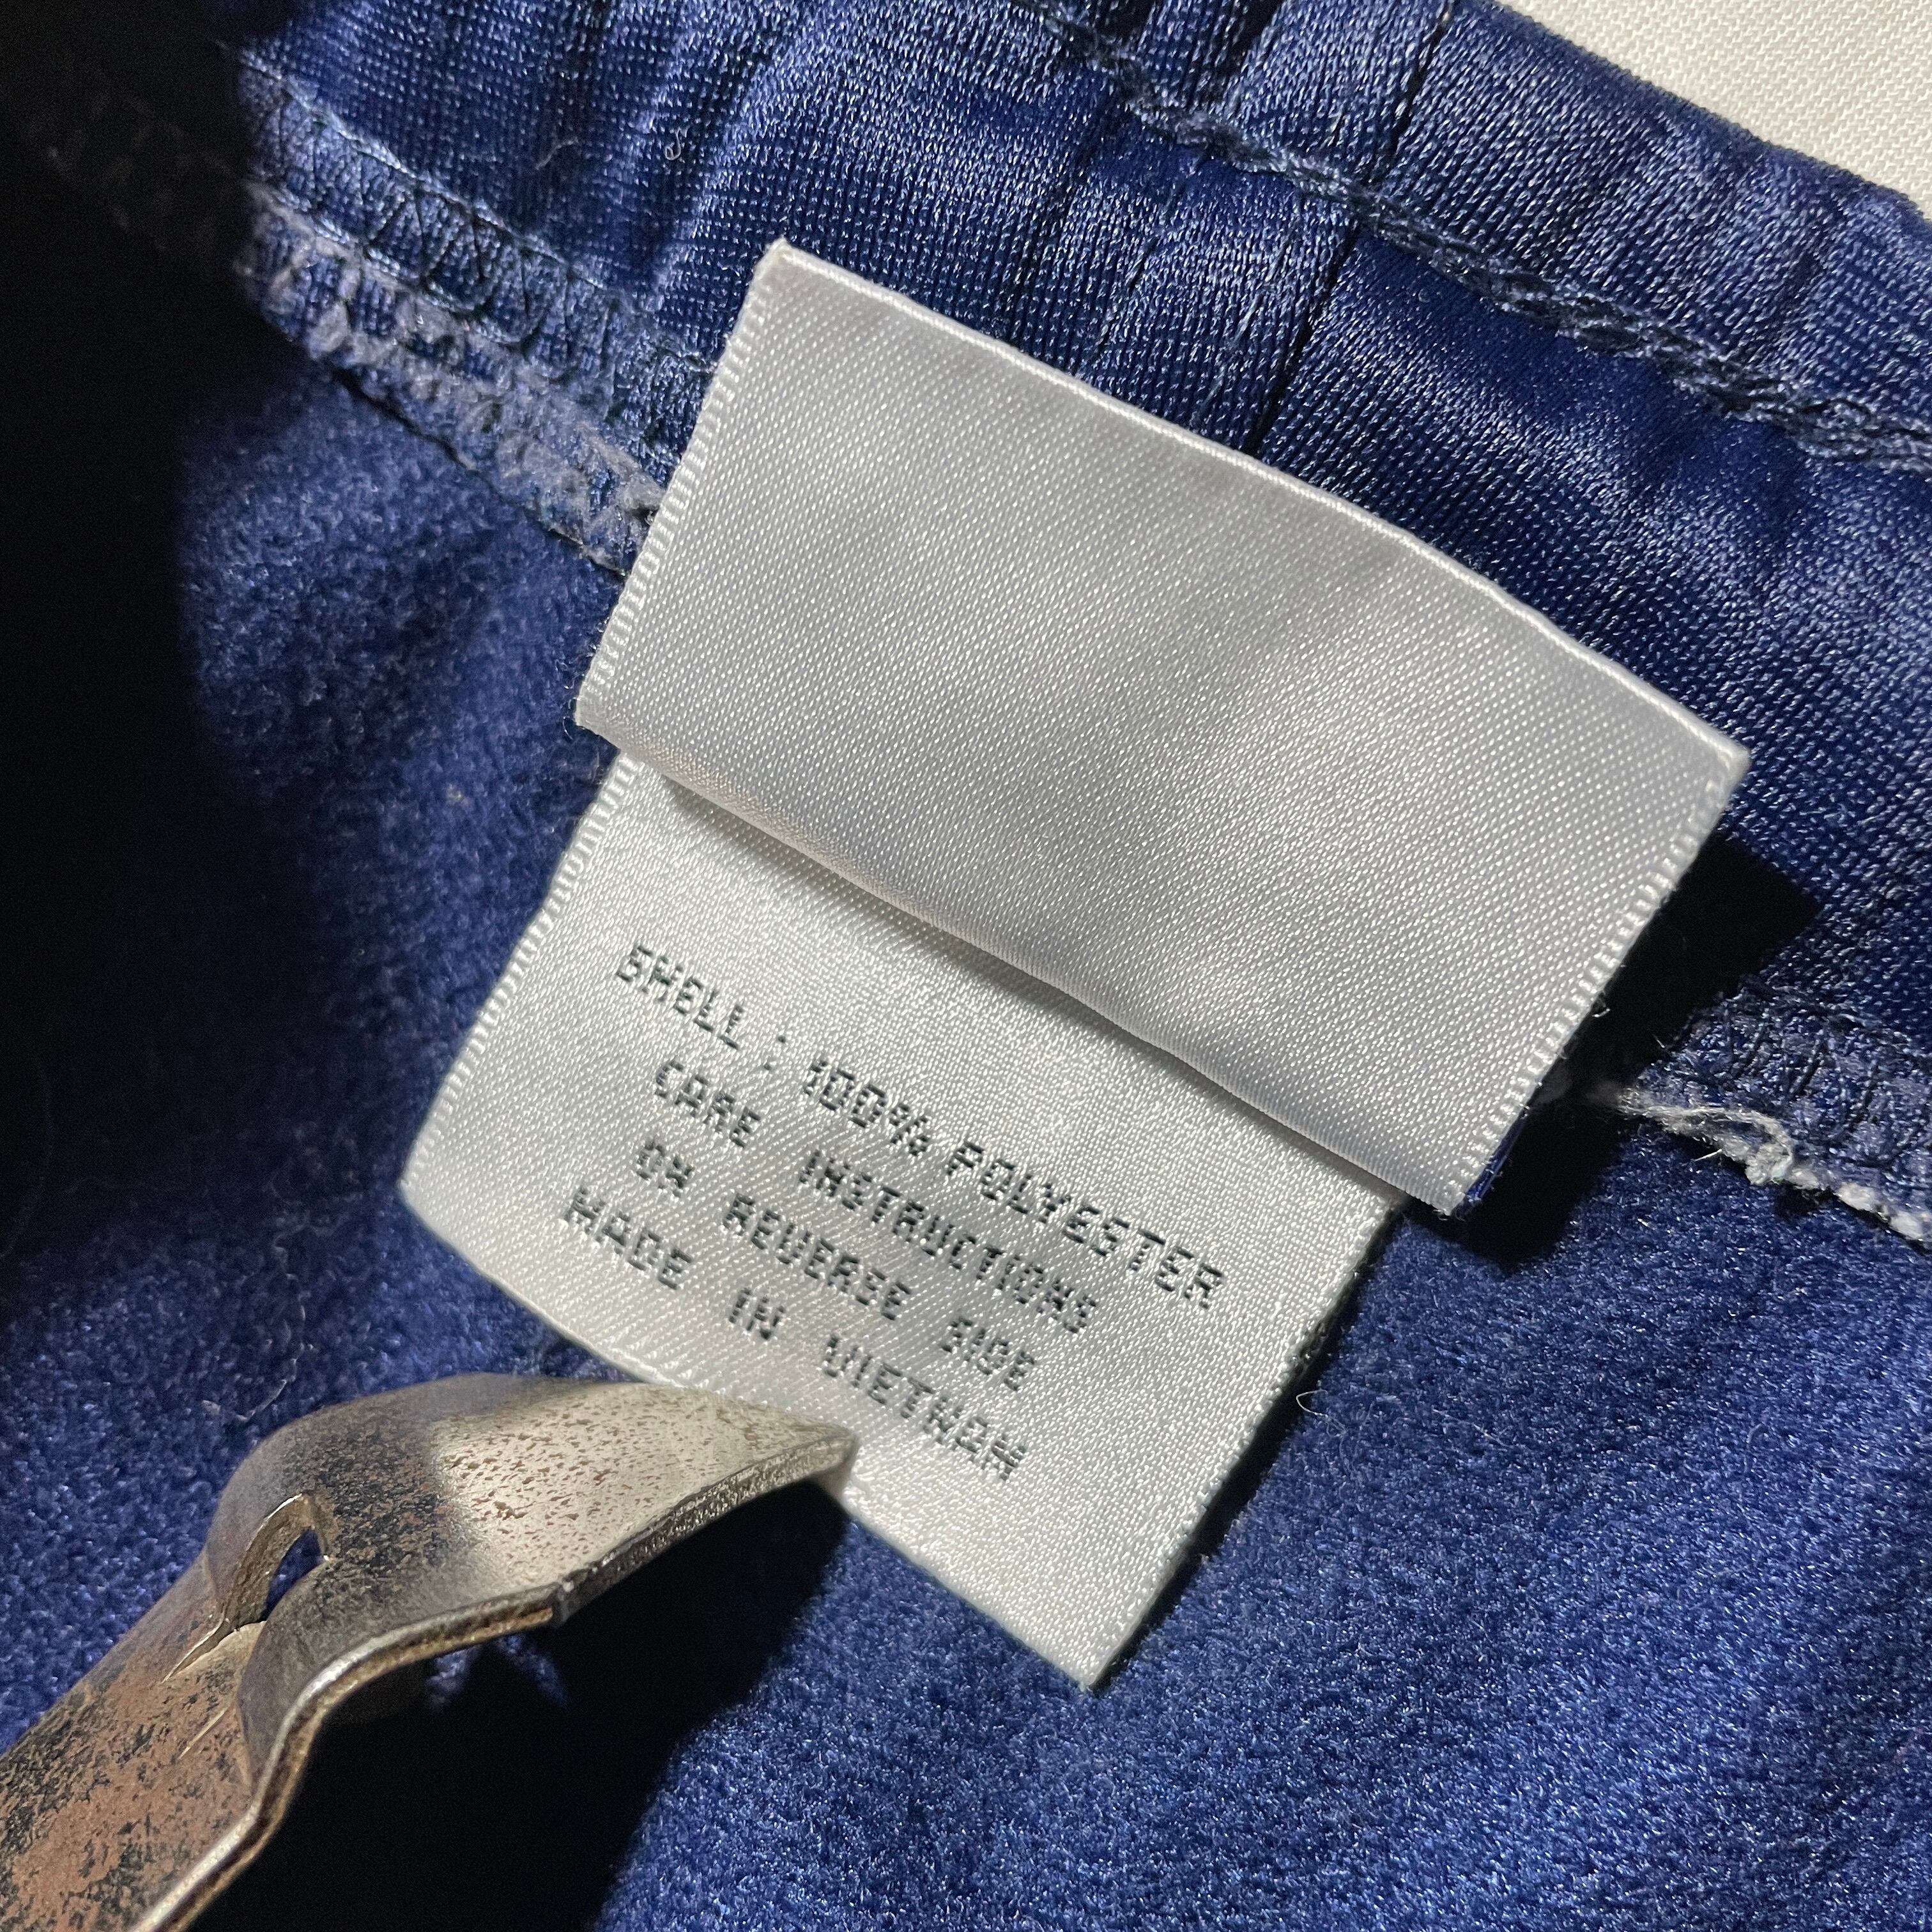 SHELL : 100% POLYESTER
CARE INSTRUCTIONS
ON REVERSE SIDE
MADE IN VIETNAM